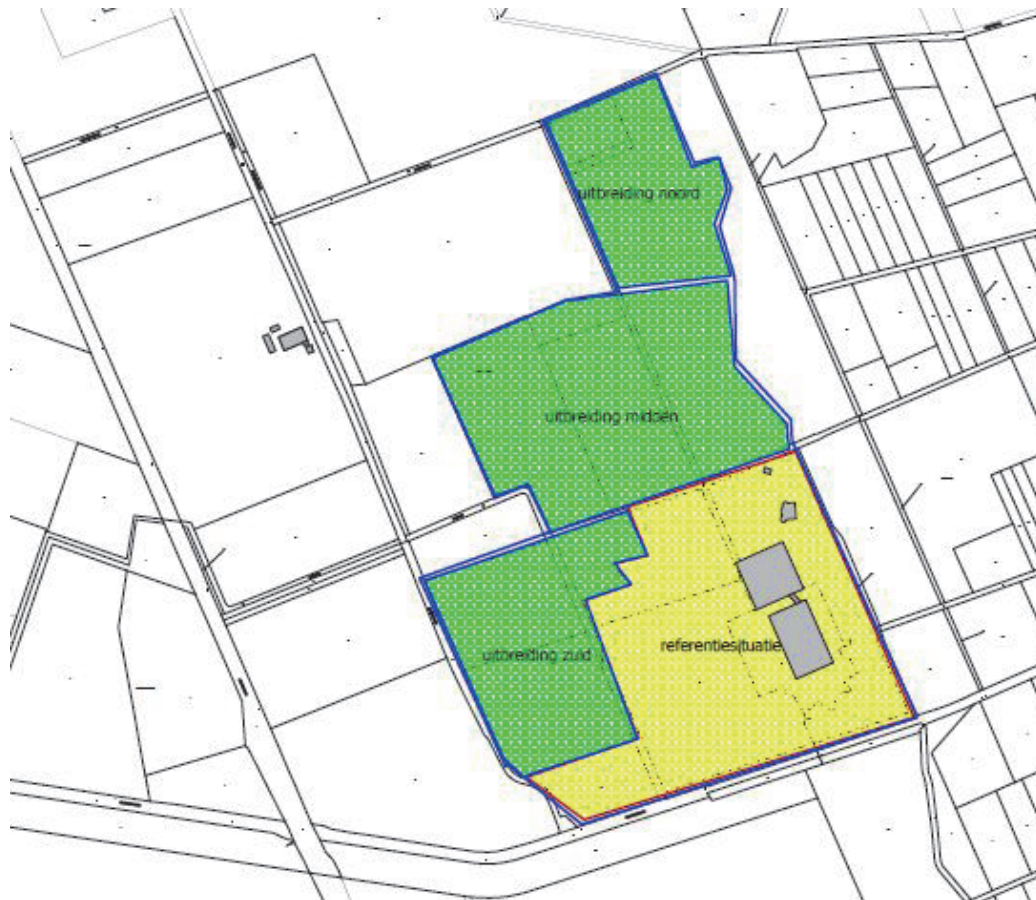 uitbreiding noord
uitbreiding midden
uitbreiding zuid
referentiesituatie